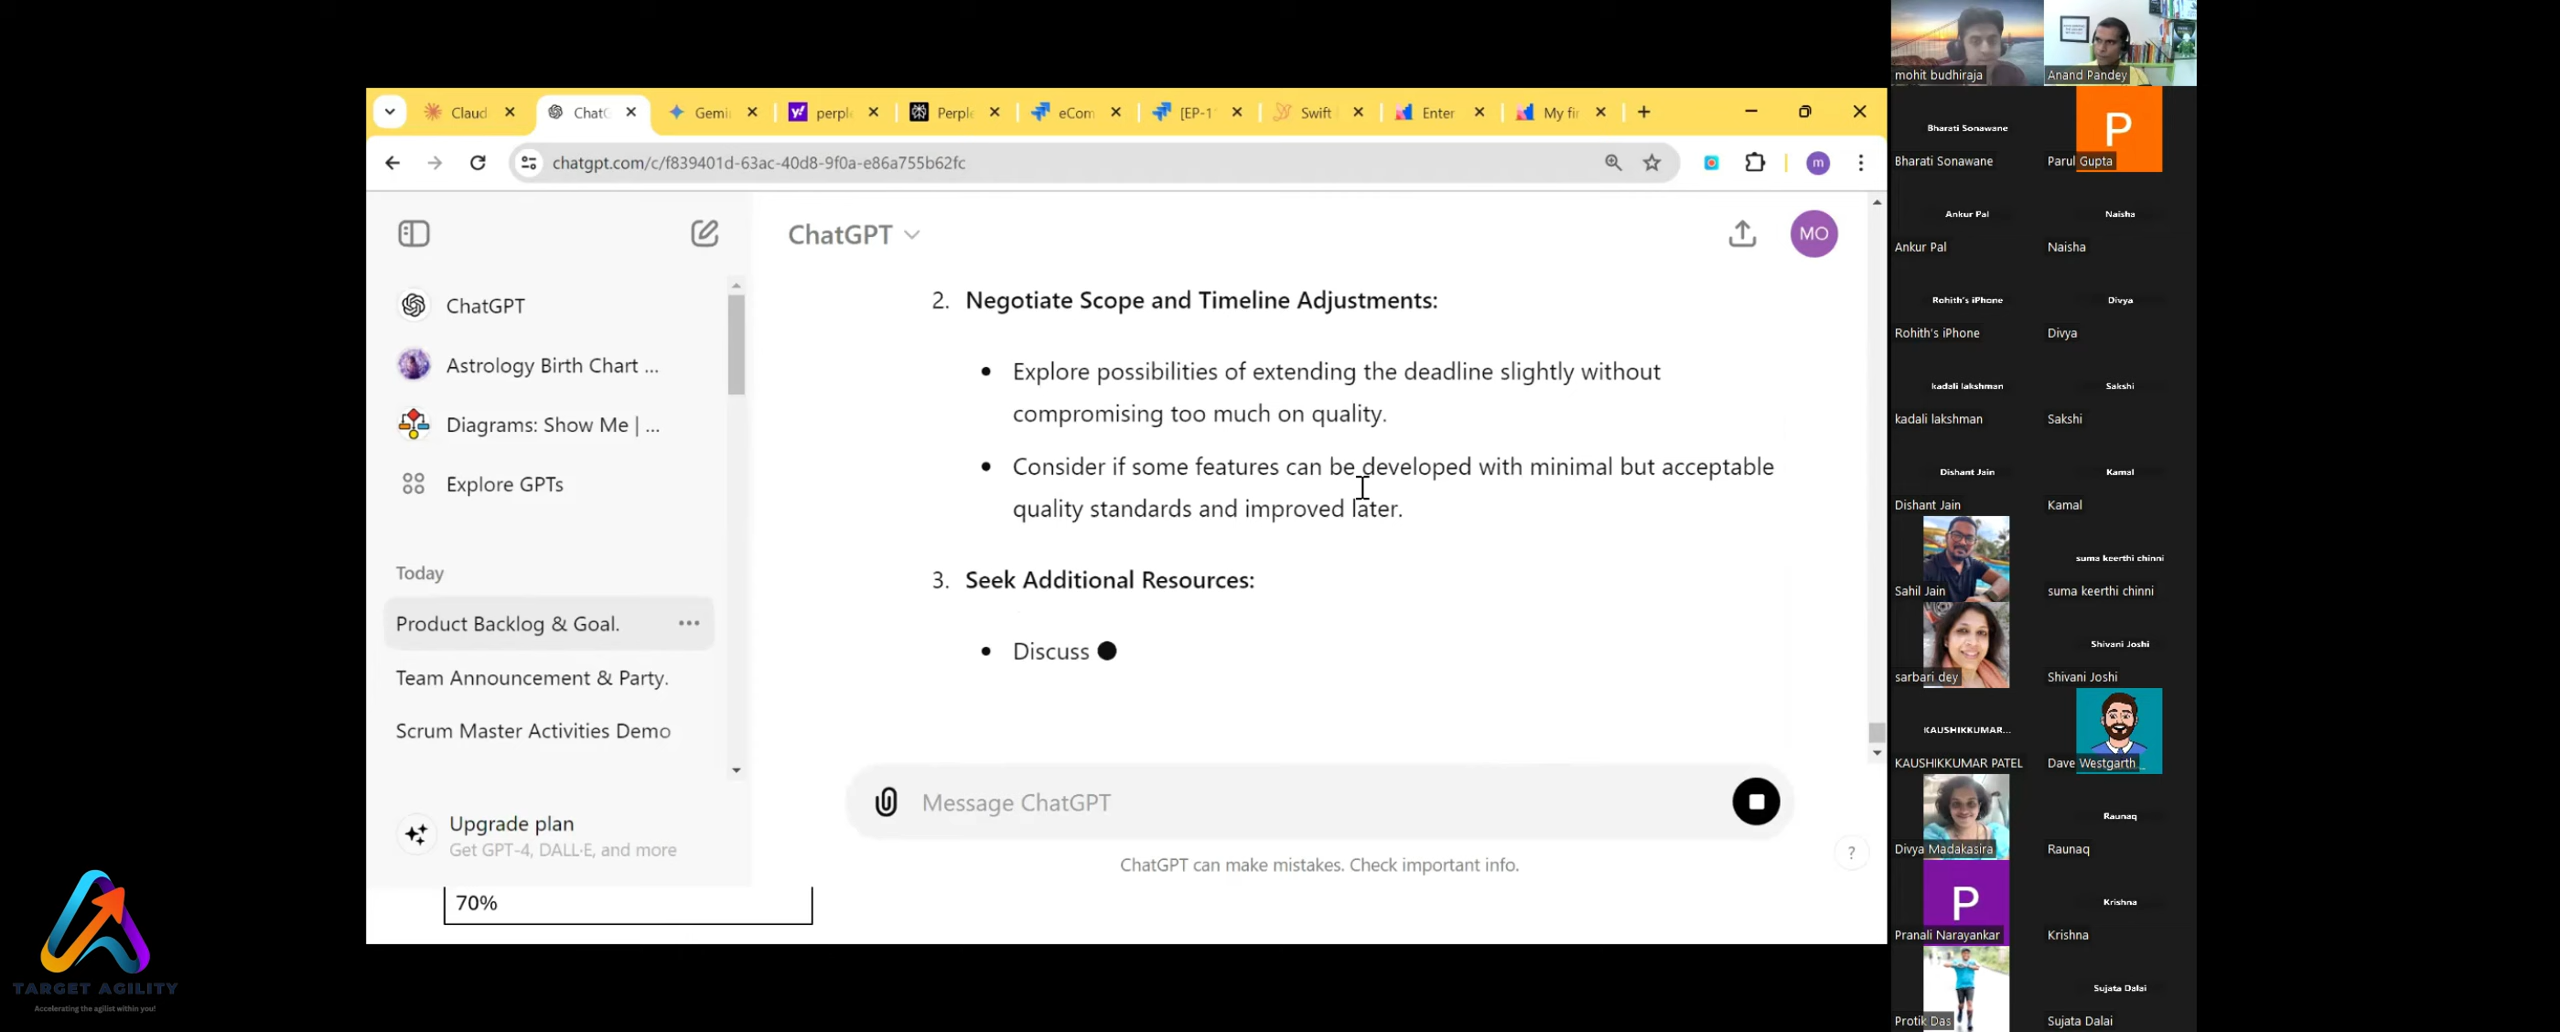 Claud
ChatG
Gemi
perple
Perple
eCom
[EP-1
Swift
Enter
My fir
chatgpt.com/c/f839401d-63ac-40d8-9f0a-e86a755b62fc
m
ChatGPT
Astrology Birth Chart ...
Diagrams: Show Me | ...
Explore GPTs
Today
Product Backlog & Goal.
Team Announcement & Party.
Scrum Master Activities Demo
Upgrade plan
Get GPT-4, DALL·E, and more
ChatGPT
MO
2. Negotiate Scope and Timeline Adjustments:
• Explore possibilities of extending the deadline slightly without
compromising too much on quality.
• Consider if some features can be developed with minimal but acceptable
quality standards and improved later.
3. Seek Additional Resources:
• Discuss
Message ChatGPT
ChatGPT can make mistakes. Check important info.
?
70%
TARGET AGILITY
Accelerating the agilist within you!
mohit budhiraja
Anand Pandey
Bharati Sonawane
Bharati Sonawane
P
Parul Gupta
Ankur Pal
Ankur Pal
Naisha
Naisha
Rohith's iPhone
Rohith's iPhone
Divya
Divya
kadali lakshman
kadali lakshman
Sakshi
Sakshi
Dishant Jain
Dishant Jain
Kamal
Kamal
Sahil Jain
suma keerthi chinni
suma keerthi chinni
sarbari dey
Shivani Joshi
Shivani Joshi
KAUSHIKKUMAR...
KAUSHIKKUMAR PATEL
Dave Westgarth_
Divya Madakasira
Raunaq
Raunaq
P
Pranali Narayankar
Krishna
Krishna
Protik Das
Sujata Dalai
Sujata Dalai